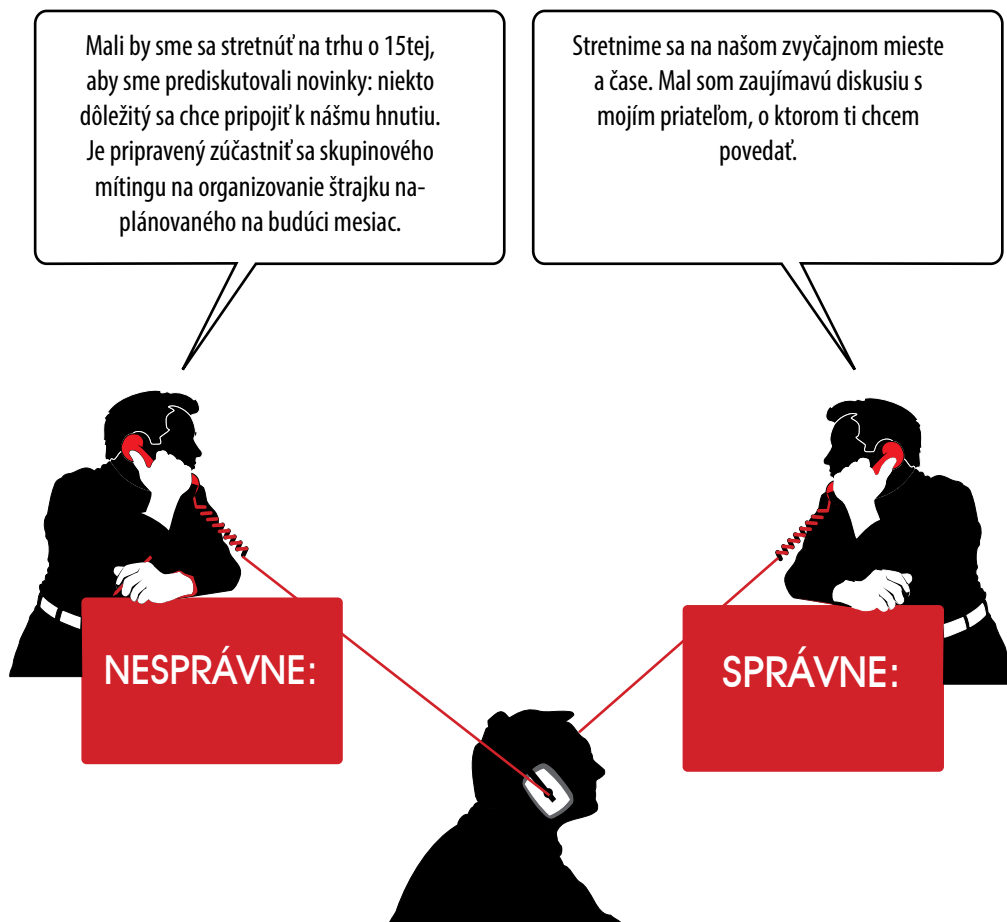 Mali by sme sa stretnúť na trhu o 15tej,
aby sme prediskutovali novinky: niekto
dôležitý sa chce pripojiť k nášmu hnutiu.
Je pripravený zúčastniť sa skupinového
mítingu na organizovanie štrajku na-
plánovaného na budúci mesiac.
Stretnime sa na našom zvyčajnom mieste
a čase. Mal som zaujímavú diskusiu s
mojím priateľom, o ktorom ti chcem
povedať.
NESPRÁVNE:
SPRÁVNE: